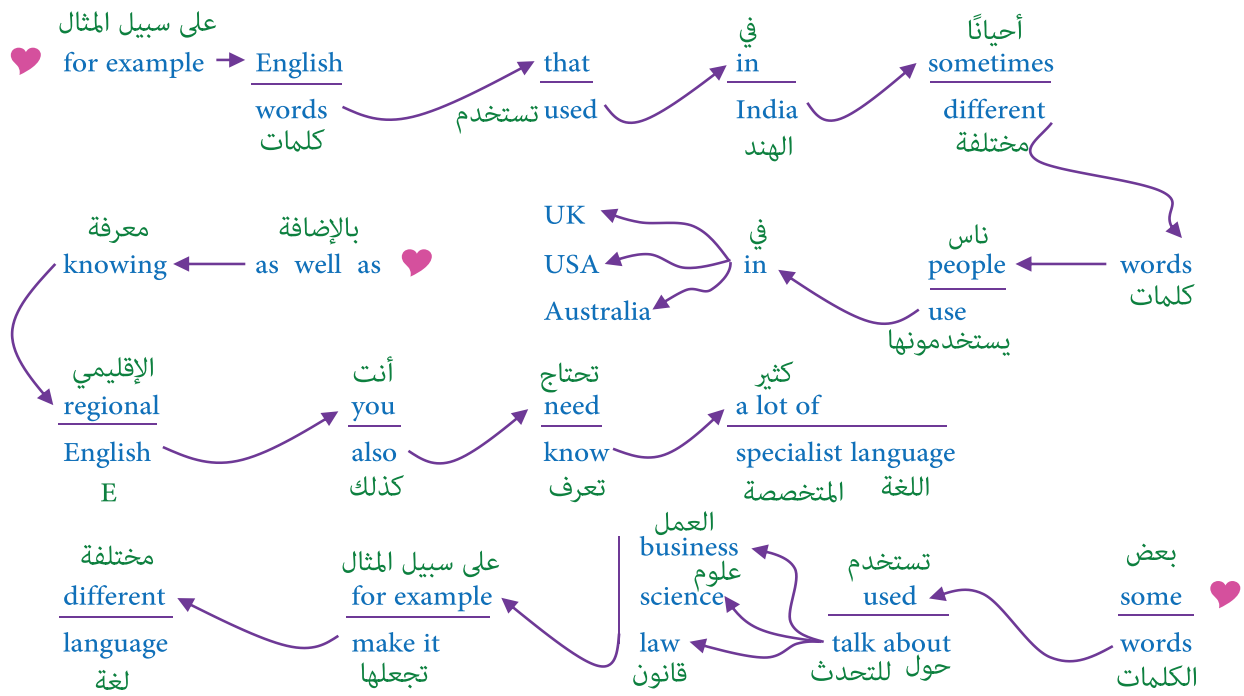 على سبيل المثال في أحيانًا
for example English that in sometimes
words تستخدم used India different
كلمات الهند مختلفة
UK
معرفة بالإضافة في ناس
knowing as well as USA in people words
Australia use كلمات
يستخدمونها
الإقليمي أنت تحتاج كثير
regional you need a lot of
English also know specialist language
E كذلك تعرف المتخصصة اللغة
العمل
business
مختلفة على سبيل المثال علوم تستخدم بعض
different for example science used some
language make it law talk about words
لغة تجعلها قانون للتحدث حول الكلمات